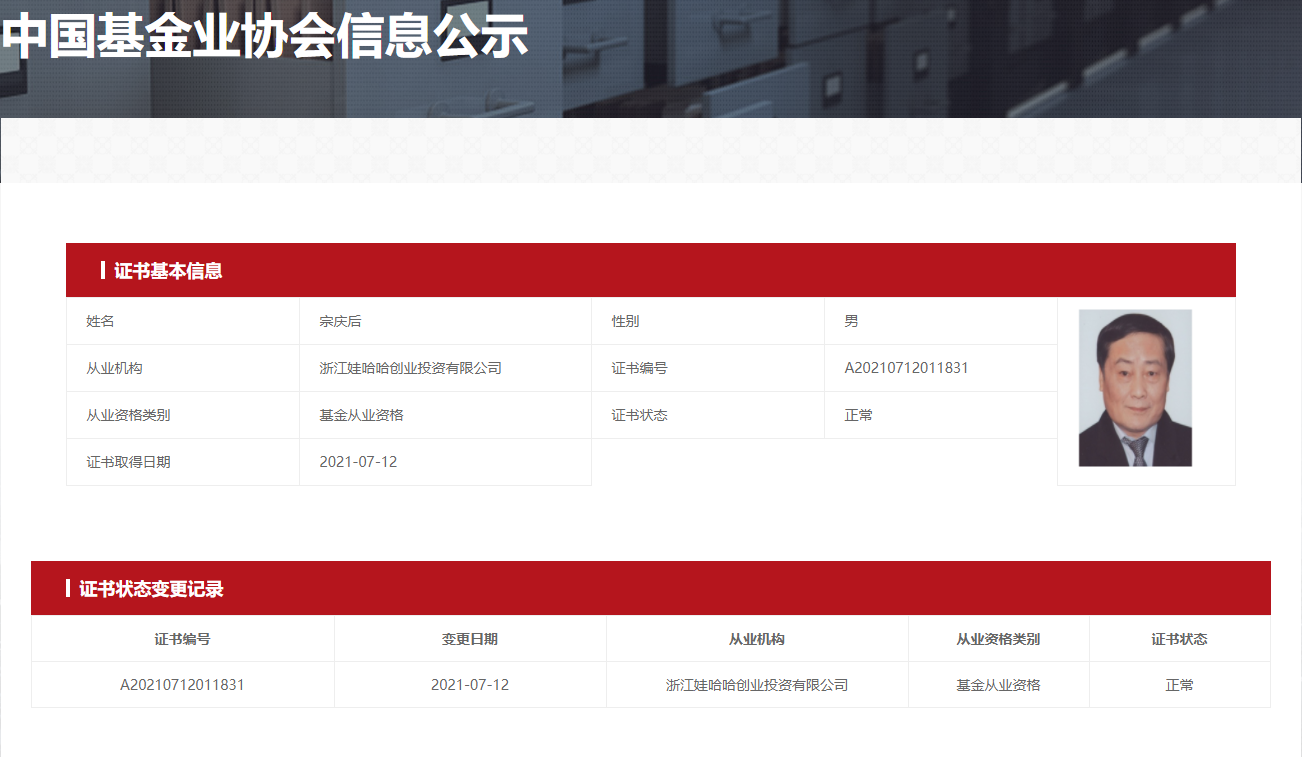 中国基金业协会信息公示
证书基本信息
姓名 宗庆后 性别 男
从业机构 浙江娃哈哈创业投资有限公司 证书编号 A20210712011831
从业资格类别 基金从业资格 证书状态 正常
证书取得日期 2021-07-12
证书状态变更记录
证书编号 变更日期 从业机构 从业资格类别 证书状态
A20210712011831 2021-07-12 浙江娃哈哈创业投资有限公司 基金从业资格 正常